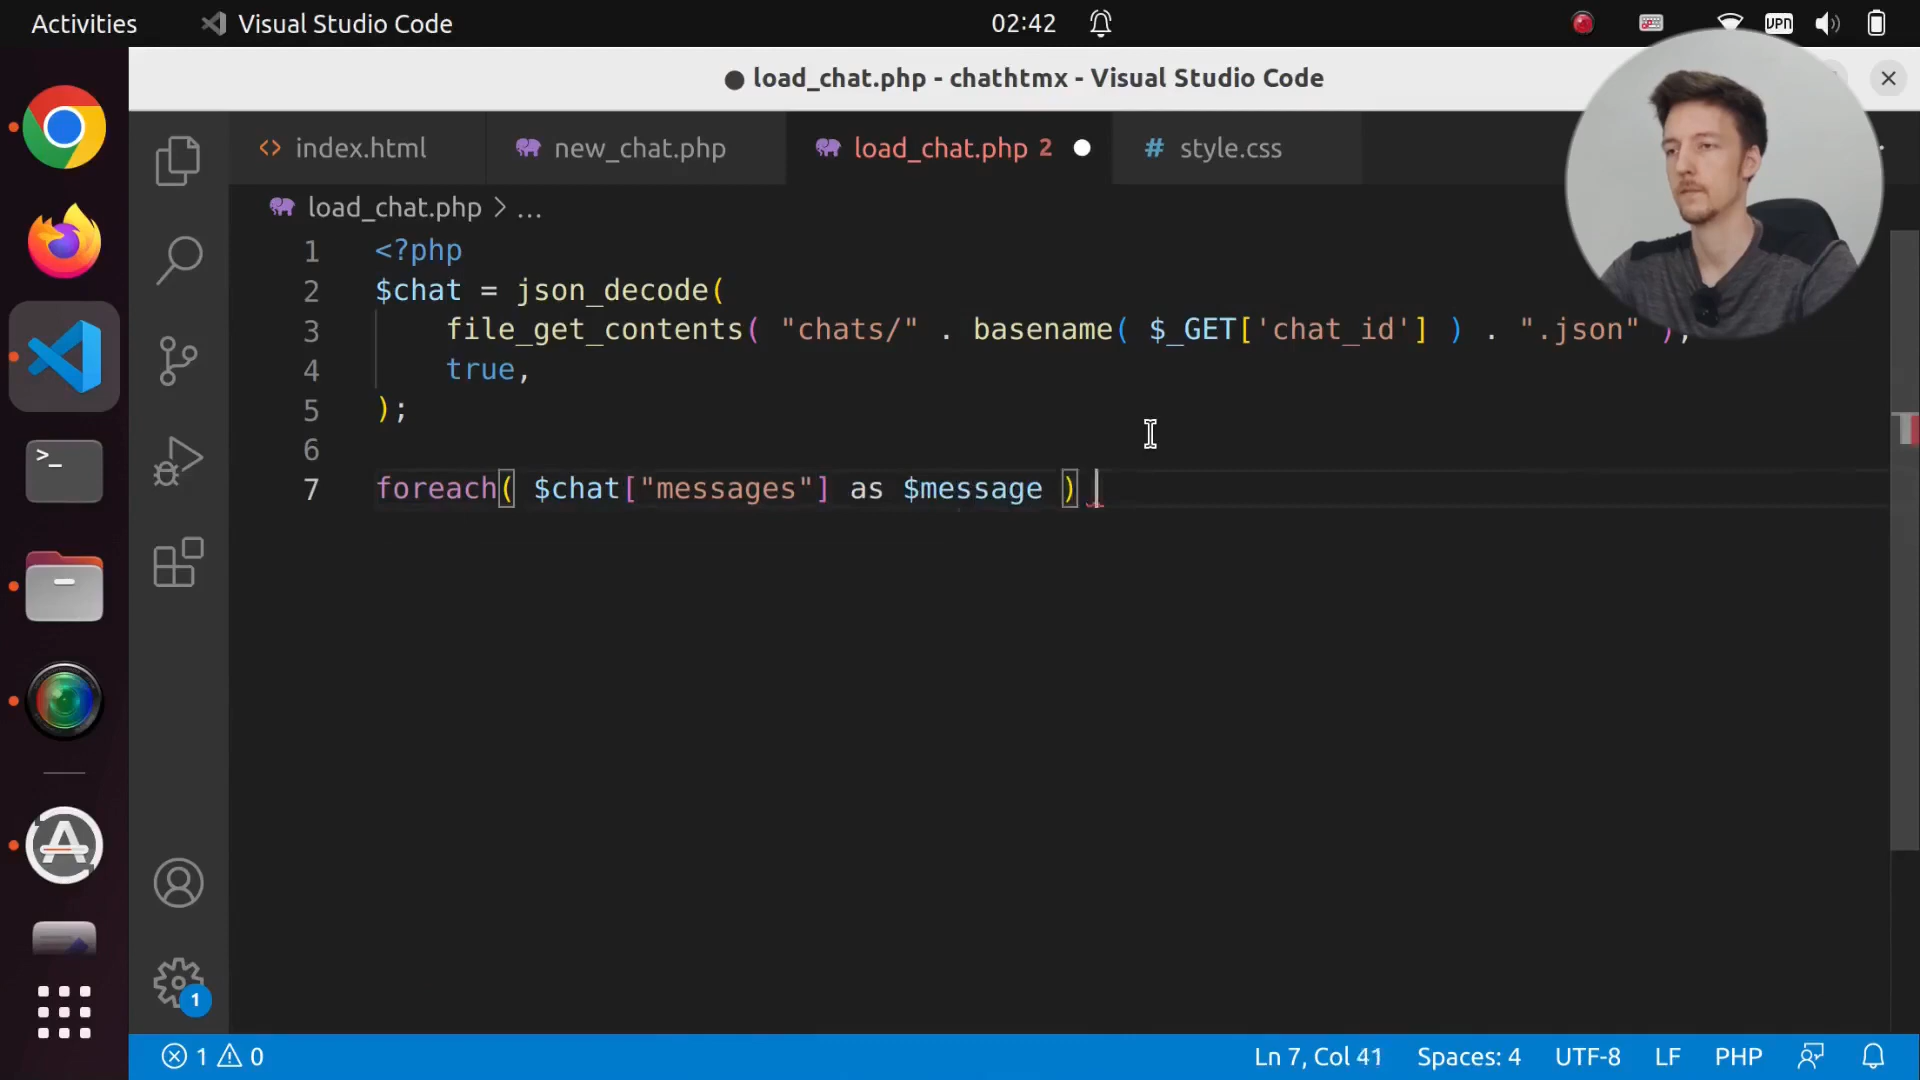 Activities
Visual Studio Code
02:42
VPN
load_chat.php - chathtmx - Visual Studio Code
index.html
new_chat.php
load_chat.php 2
# style.css
load_chat.php > ...
1 <?php
2 $chat = json_decode(
3 file_get_contents( "chats/" . basename( $_GET['chat_id'] ) . ".json" ),
4 true,
5 );
6
7 foreach( $chat["messages"] as $message )
>_
1
1 0
Ln 7, Col 41
Spaces: 4
UTF-8
LF
PHP